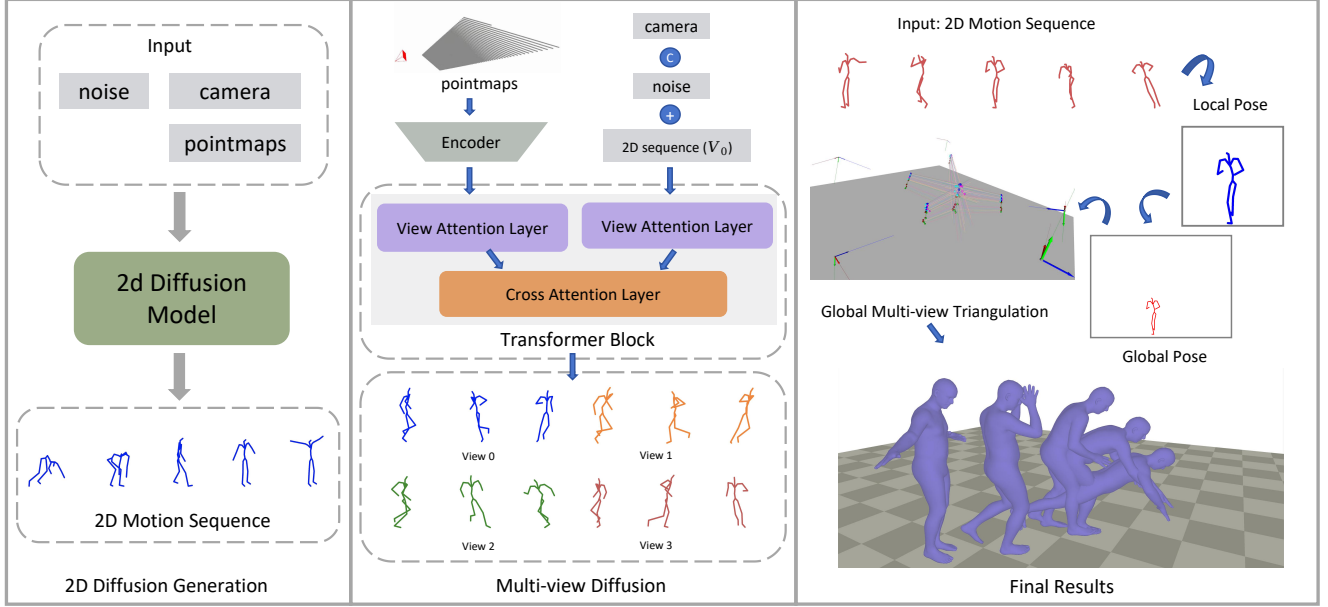 Input
noise
camera
pointmaps
2d Diffusion
Model
2D Motion Sequence
2D Diffusion Generation
pointmaps
Encoder
camera
C
noise
+
2D sequence (V₀)
View Attention Layer
View Attention Layer
Cross Attention Layer
Transformer Block
View 0
View 1
View 2
View 3
Multi-view Diffusion
Input: 2D Motion Sequence
Local Pose
Global Multi-view Triangulation
Global Pose
Final Results